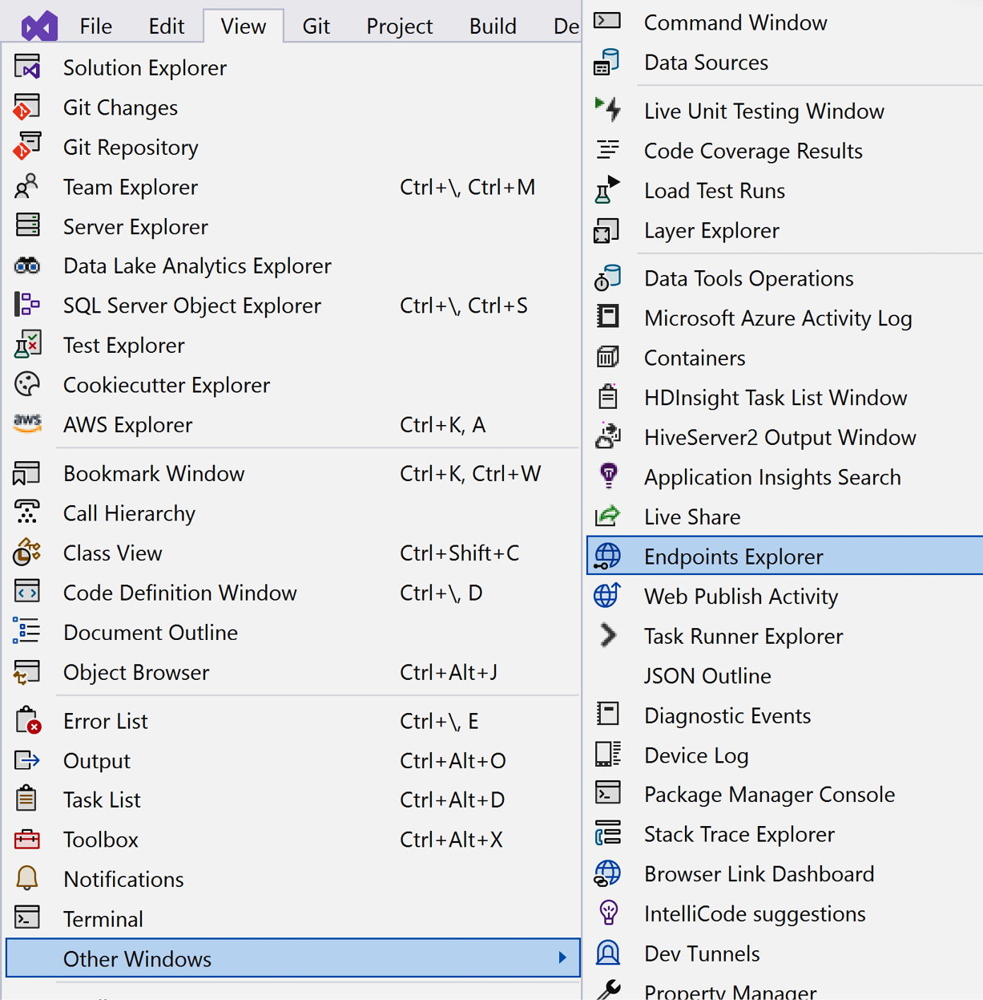 File Edit View Git Project Build De
Solution Explorer
Git Changes
Git Repository
Team Explorer Ctrl+\, Ctrl+M
Server Explorer
Data Lake Analytics Explorer
SQL Server Object Explorer Ctrl+\, Ctrl+S
Test Explorer
Cookiecutter Explorer
aws AWS Explorer Ctrl+K, A
Bookmark Window Ctrl+K, Ctrl+W
Call Hierarchy
Class View Ctrl+Shift+C
Code Definition Window Ctrl+\, D
Document Outline
Object Browser Ctrl+Alt+J
Error List Ctrl+\, E
Output Ctrl+Alt+O
Task List Ctrl+Alt+D
Toolbox Ctrl+Alt+X
Notifications
Terminal
Other Windows
Command Window
Data Sources
Live Unit Testing Window
Code Coverage Results
Load Test Runs
Layer Explorer
Data Tools Operations
Microsoft Azure Activity Log
Containers
HDInsight Task List Window
HiveServer2 Output Window
Application Insights Search
Live Share
Endpoints Explorer
Web Publish Activity
Task Runner Explorer
JSON Outline
Diagnostic Events
Device Log
Package Manager Console
Stack Trace Explorer
Browser Link Dashboard
IntelliCode suggestions
Dev Tunnels
Property Manager